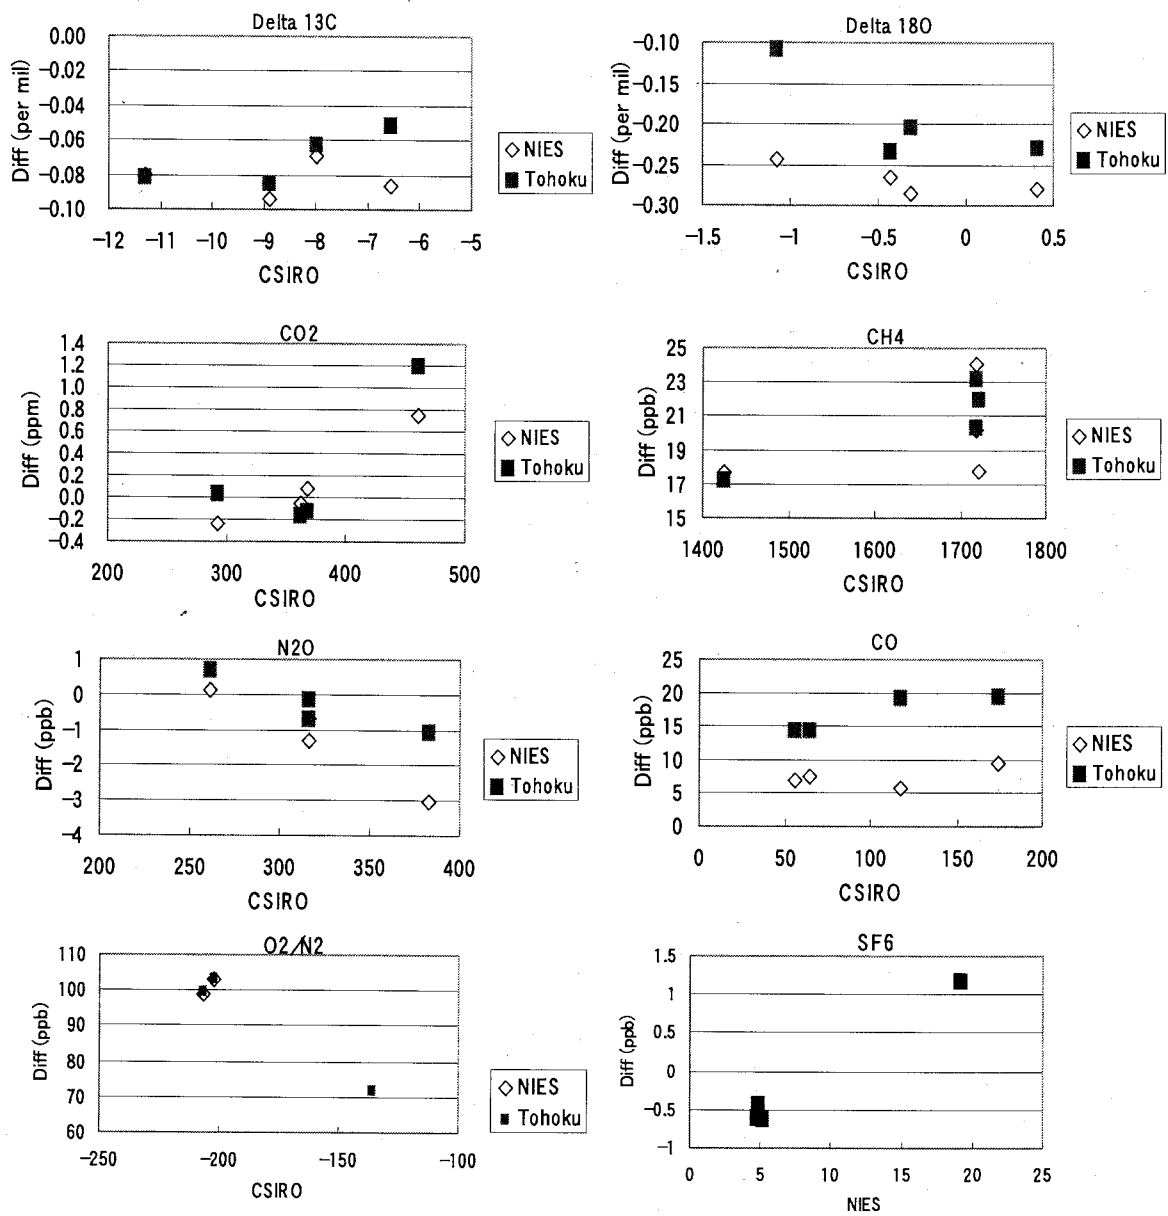 Delta 13C
0.00
-0.02
-0.04
-0.06
-0.08
-0.10
Diff (per mil)
-12 -11 -10 -9 -8 -7 -6 -5
CSIRO
NIES
Tohoku
Delta 18O
-0.10
-0.15
-0.20
-0.25
-0.30
Diff (per mil)
-1.5 -1 -0.5 0 0.5
CSIRO
NIES
Tohoku
CO2
1.4
1.2
1.0
0.8
0.6
0.4
0.2
0.0
-0.2
-0.4
Diff (ppm)
200 300 400 500
CSIRO
NIES
Tohoku
CH4
25
23
21
19
17
15
Diff (ppb)
1400 1500 1600 1700 1800
CSIRO
NIES
Tohoku
N2O
1
0
-1
-2
-3
-4
Diff (ppb)
200 250 300 350 400
CSIRO
NIES
Tohoku
CO
25
20
15
10
5
0
Diff (ppb)
0 50 100 150 200
CSIRO
NIES
Tohoku
O2/N2
110
100
90
80
70
60
Diff (ppb)
-250 -200 -150 -100
CSIRO
NIES
Tohoku
SF6
1.5
1
0.5
0
-0.5
-1
Diff (ppb)
0 5 10 15 20 25
NIES